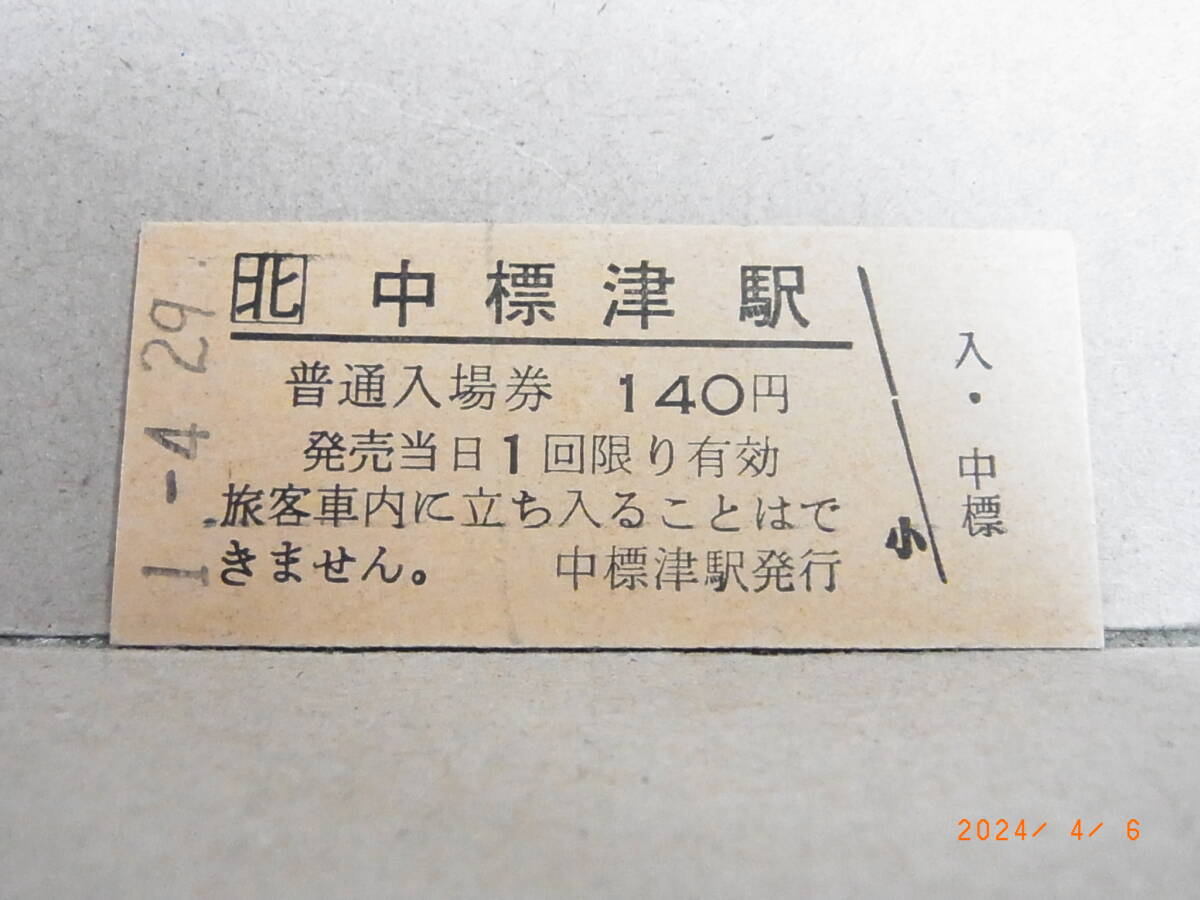 北 中標津駅
普通入場券 140円
発売当日1回限り有効
旅客車内に立ち入ることはで
きません。 中標津駅発行
小
入・中標
1-4 29
2024/ 4/ 6